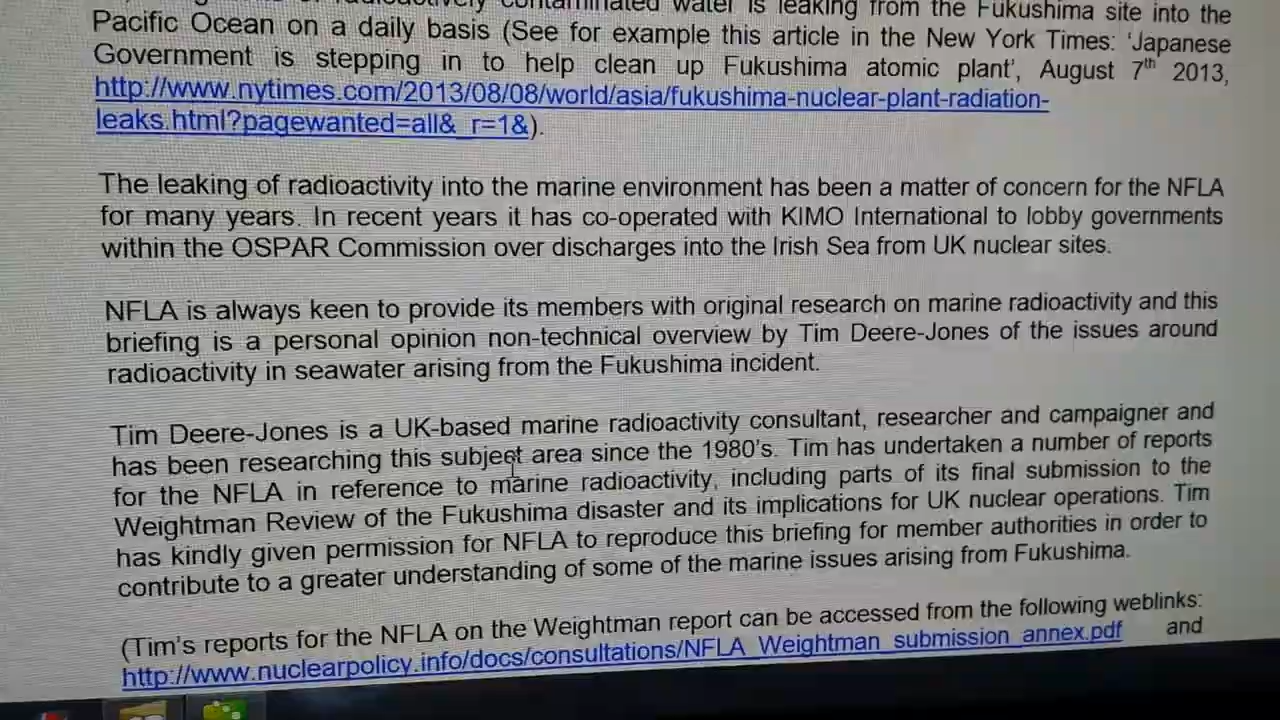 contaminated water is leaking from the Fukushima site into the
Pacific Ocean on a daily basis (See for example this article in the New York Times: 'Japanese
Government is stepping in to help clean up Fukushima atomic plant', August 7th 2013,
http://www.nytimes.com/2013/08/08/world/asia/fukushima-nuclear-plant-radiation-
leaks.html?pagewanted=all&_r=1&).
The leaking of radioactivity into the marine environment has been a matter of concern for the NFLA
for many years. In recent years it has co-operated with KIMO International to lobby governments
within the OSPAR Commission over discharges into the Irish Sea from UK nuclear sites.
NFLA is always keen to provide its members with original research on marine radioactivity and this
briefing is a personal opinion non-technical overview by Tim Deere-Jones of the issues around
radioactivity in seawater arising from the Fukushima incident.
Tim Deere-Jones is a UK-based marine radioactivity consultant, researcher and campaigner and
has been researching this subject area since the 1980's. Tim has undertaken a number of reports
for the NFLA in reference to marine radioactivity, including parts of its final submission to the
Weightman Review of the Fukushima disaster and its implications for UK nuclear operations. Tim
has kindly given permission for NFLA to reproduce this briefing for member authorities in order to
contribute to a greater understanding of some of the marine issues arising from Fukushima.
(Tim's reports for the NFLA on the Weightman report can be accessed from the following weblinks:
http://www.nuclearpolicy.info/docs/consultations/NFLA_Weightman_submission_annex.pdf and